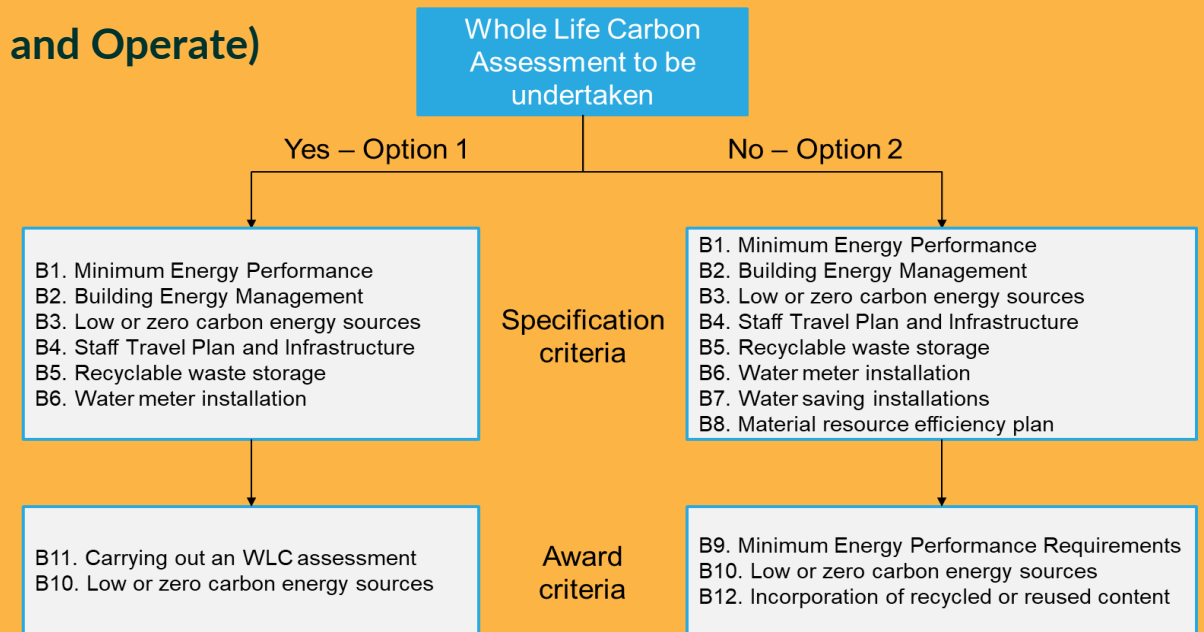 and Operate)
Whole Life Carbon
Assessment to be
undertaken
Yes – Option 1
No – Option 2
B1. Minimum Energy Performance
B2. Building Energy Management
B3. Low or zero carbon energy sources
B4. Staff Travel Plan and Infrastructure
B5. Recyclable waste storage
B6. Water meter installation
Specification
criteria
B1. Minimum Energy Performance
B2. Building Energy Management
B3. Low or zero carbon energy sources
B4. Staff Travel Plan and Infrastructure
B5. Recyclable waste storage
B6. Water meter installation
B7. Water saving installations
B8. Material resource efficiency plan
B11. Carrying out an WLC assessment
B10. Low or zero carbon energy sources
Award
criteria
B9. Minimum Energy Performance Requirements
B10. Low or zero carbon energy sources
B12. Incorporation of recycled or reused content